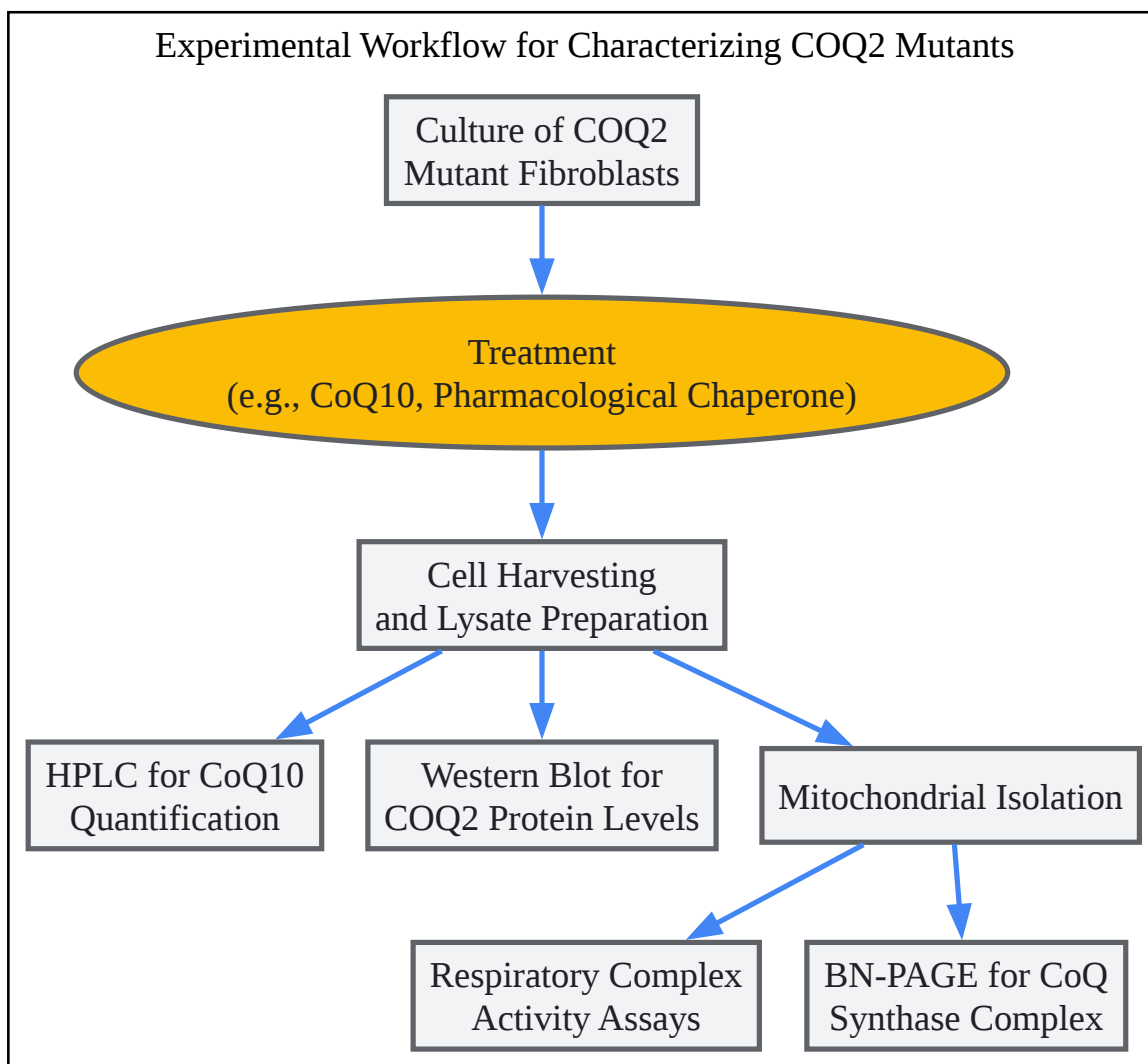 Experimental Workflow for Characterizing COQ2 Mutants
Culture of COQ2
Mutant Fibroblasts
Treatment
(e.g., CoQ10, Pharmacological Chaperone)
Cell Harvesting
and Lysate Preparation
HPLC for CoQ10
Quantification
Western Blot for
COQ2 Protein Levels
Mitochondrial Isolation
Respiratory Complex
Activity Assays
BN-PAGE for CoQ
Synthase Complex